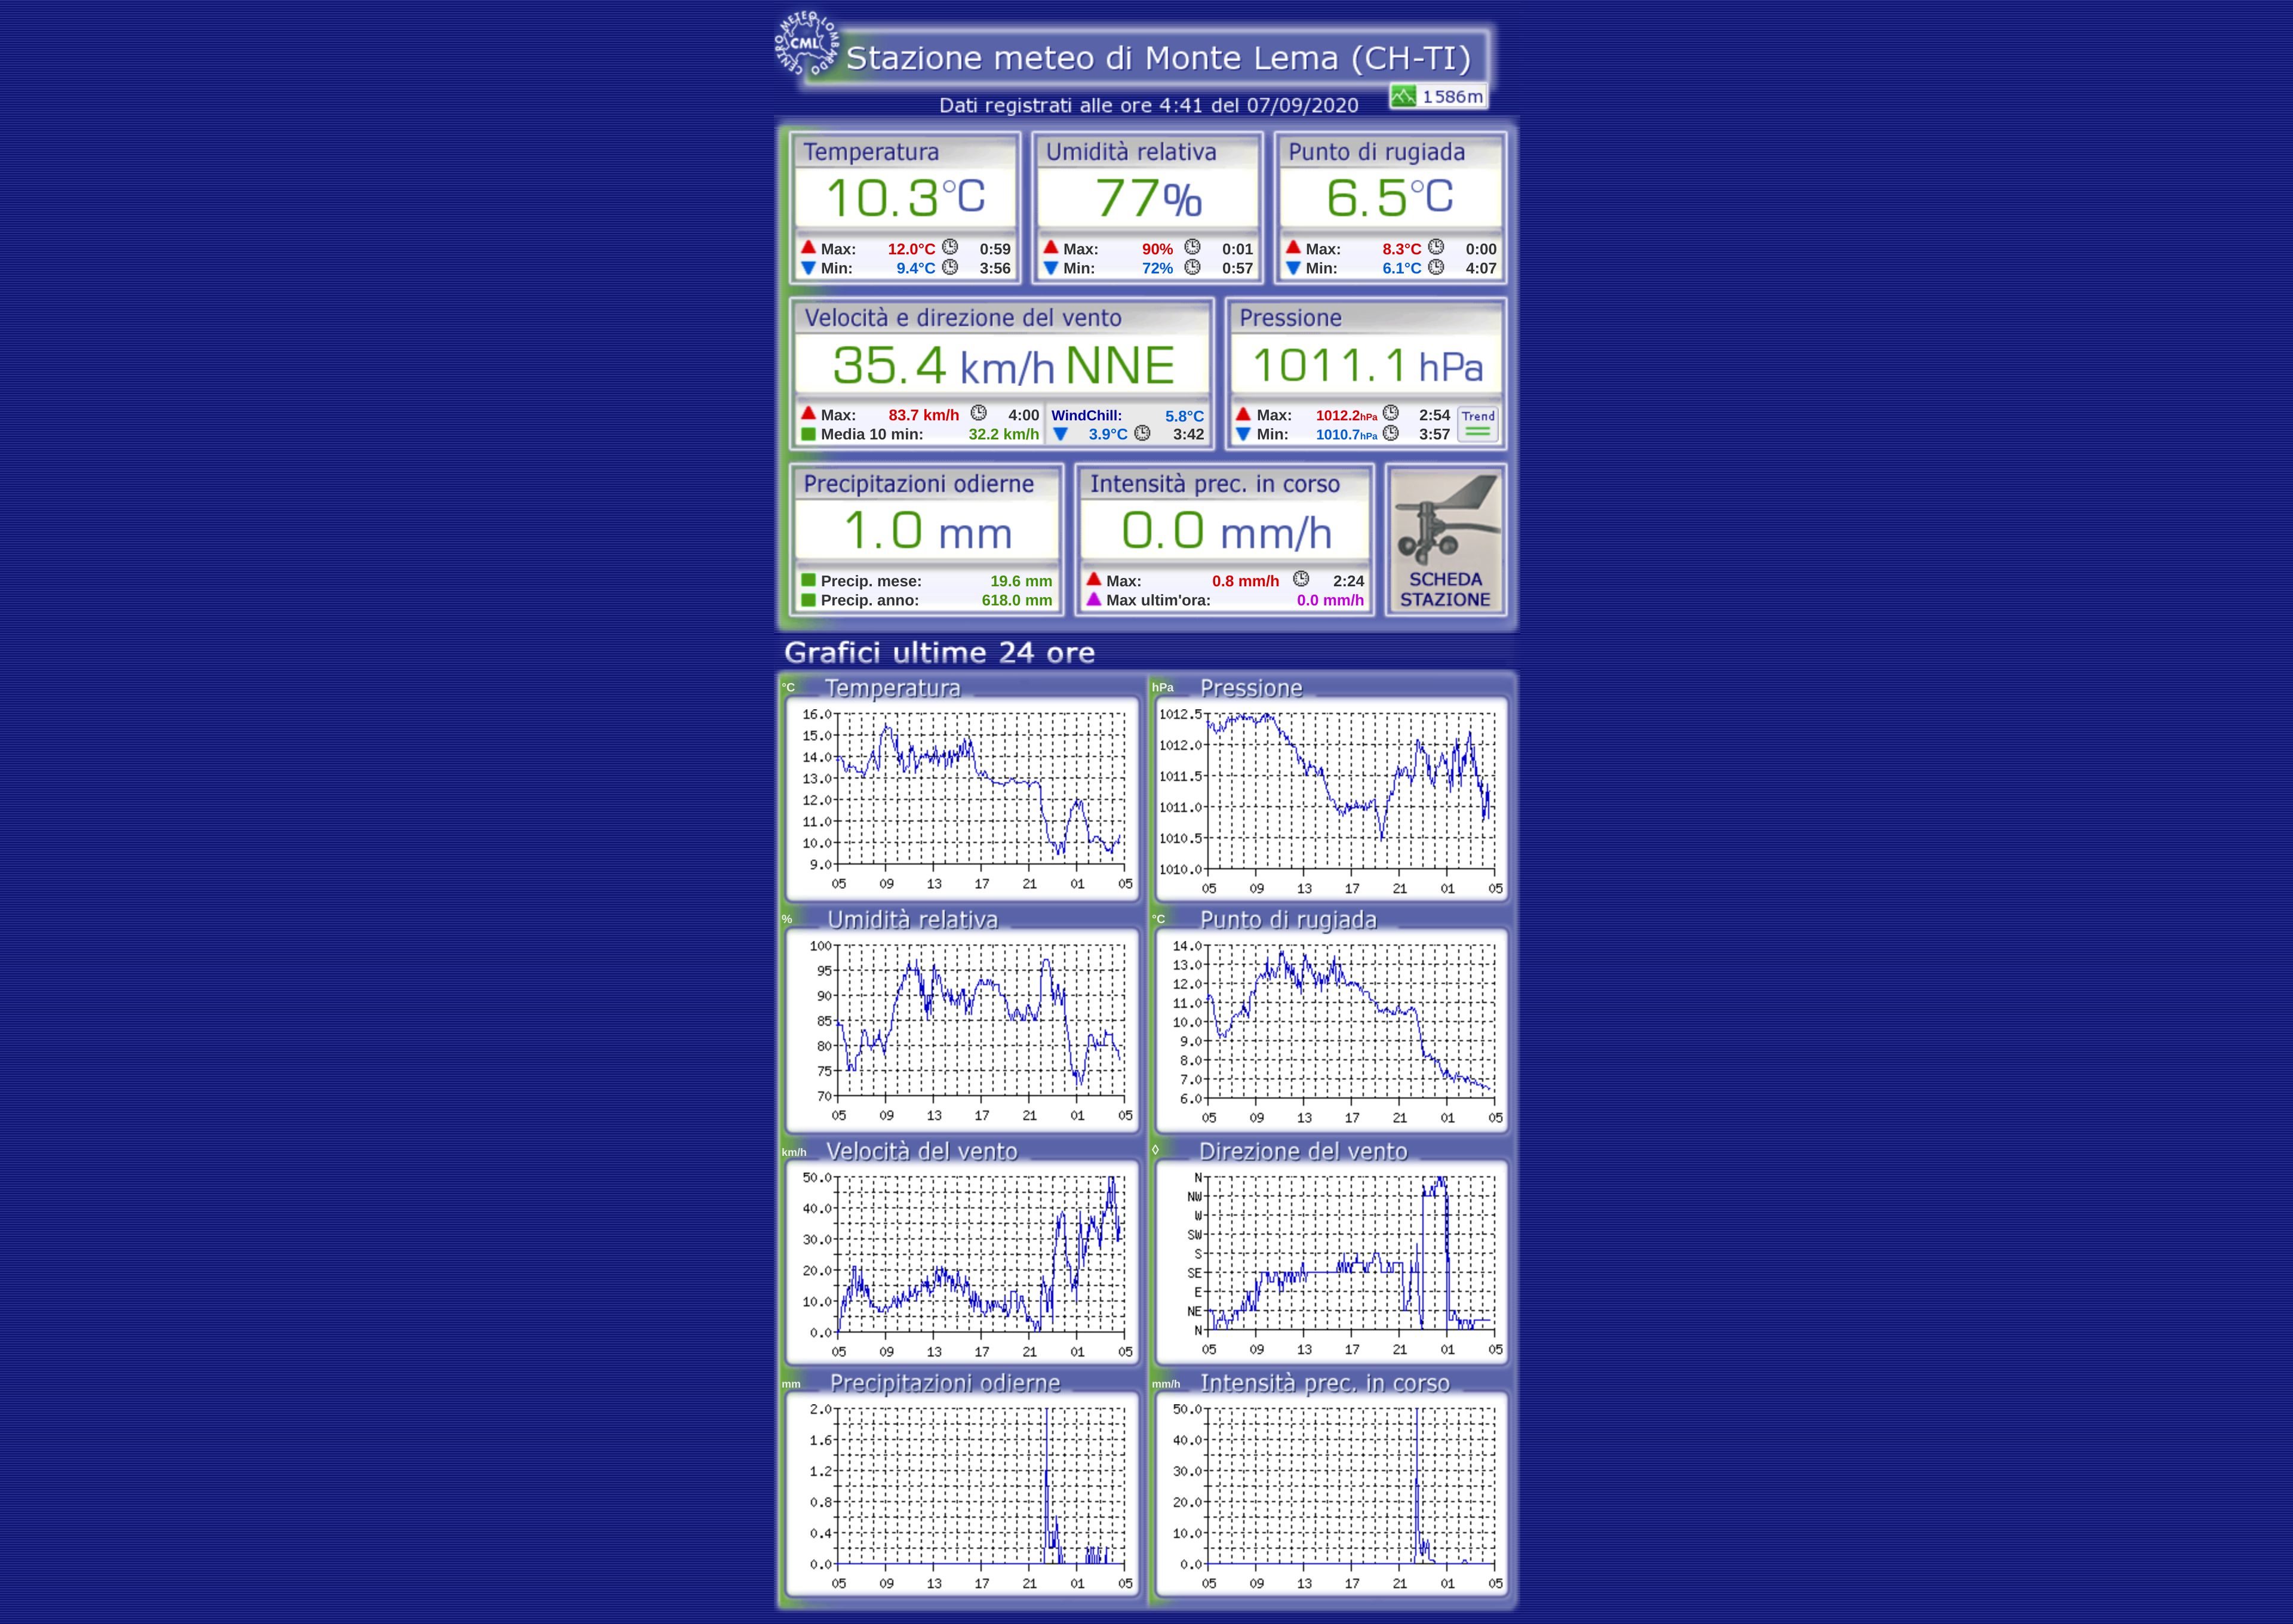 CENTRO METEO LOMBARDO
CML
Stazione meteo di Monte Lema (CH-TI)
1586m
Dati registrati alle ore 4:41 del 07/09/2020
Temperatura
10.3°C
Max: 12.0°C 0:59
Min: 9.4°C 3:56
Umidità relativa
77%
Max: 90% 0:01
Min: 72% 0:57
Punto di rugiada
6.5°C
Max: 8.3°C 0:00
Min: 6.1°C 4:07
Velocità e direzione del vento
35.4 km/h NNE
Max: 83.7 km/h 4:00
Media 10 min: 32.2 km/h
WindChill: 5.8°C
3.9°C 3:42
Pressione
1011.1 hPa
Max: 1012.2hPa 2:54
Min: 1010.7hPa 3:57
Trend
Precipitazioni odierne
1.0 mm
Precip. mese: 19.6 mm
Precip. anno: 618.0 mm
Intensità prec. in corso
0.0 mm/h
Max: 0.8 mm/h 2:24
Max ultim'ora: 0.0 mm/h
SCHEDA
STAZIONE
Grafici ultime 24 ore
°C Temperatura
16.0
15.0
14.0
13.0
12.0
11.0
10.0
9.0
05 09 13 17 21 01 05
hPa Pressione
1012.5
1012.0
1011.5
1011.0
1010.5
1010.0
05 09 13 17 21 01 05
% Umidità relativa
100
95
90
85
80
75
70
05 09 13 17 21 01 05
°C Punto di rugiada
14.0
13.0
12.0
11.0
10.0
9.0
8.0
7.0
6.0
05 09 13 17 21 01 05
km/h Velocità del vento
50.0
40.0
30.0
20.0
10.0
0.0
05 09 13 17 21 01 05
◊ Direzione del vento
N
NW
W
SW
S
SE
E
NE
N
05 09 13 17 21 01 05
mm Precipitazioni odierne
2.0
1.6
1.2
0.8
0.4
0.0
05 09 13 17 21 01 05
mm/h Intensità prec. in corso
50.0
40.0
30.0
20.0
10.0
0.0
05 09 13 17 21 01 05